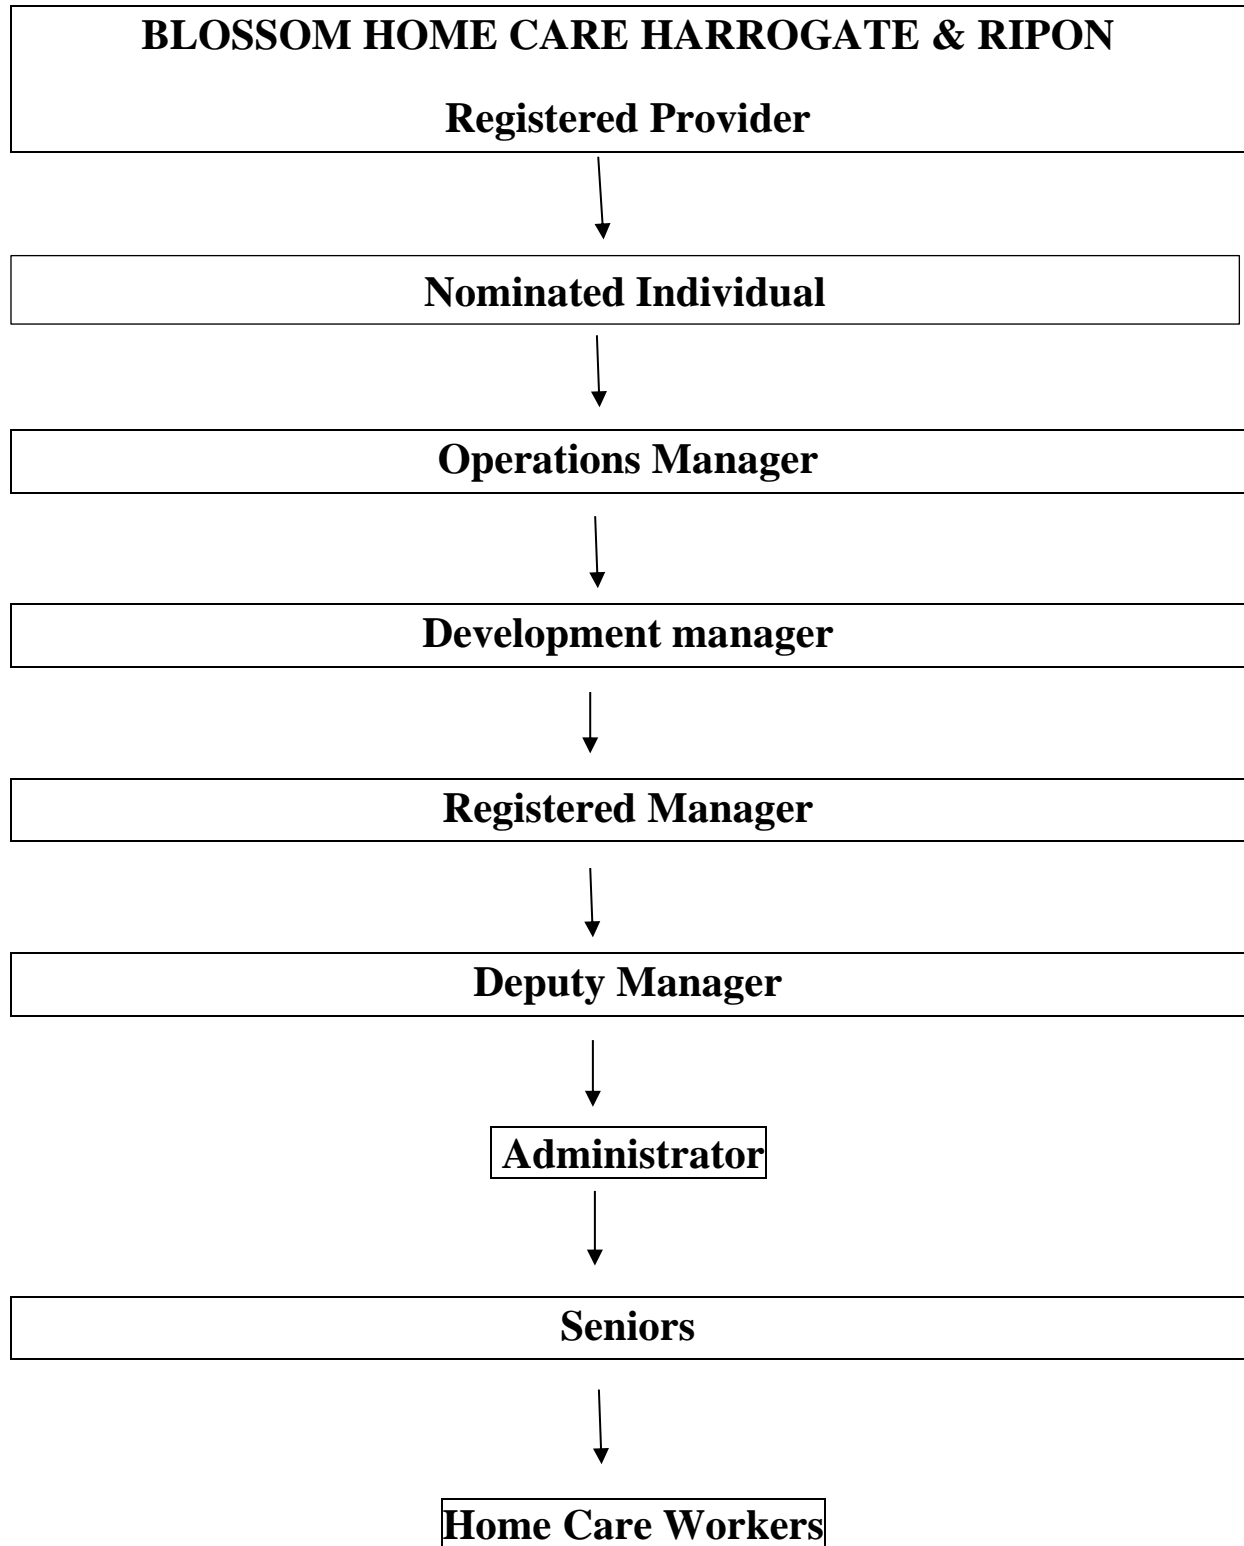 BLOSSOM HOME CARE HARROGATE & RIPON
Registered Provider
Nominated Individual
Operations Manager
Development manager
Registered Manager
Deputy Manager
Administrator
Seniors
Home Care Workers